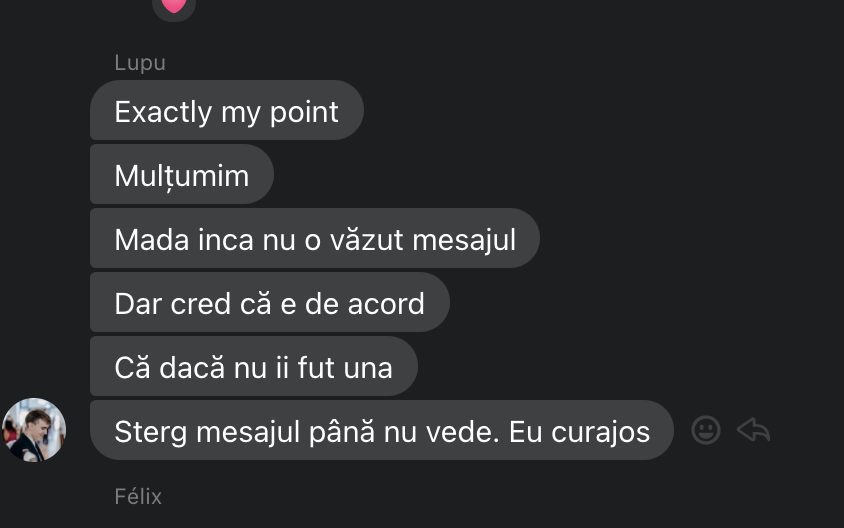 Lupu
Exactly my point
Mulțumim
Mada inca nu o văzut mesajul
Dar cred că e de acord
Că dacă nu ii fut una
Sterg mesajul până nu vede. Eu curajos
Félix